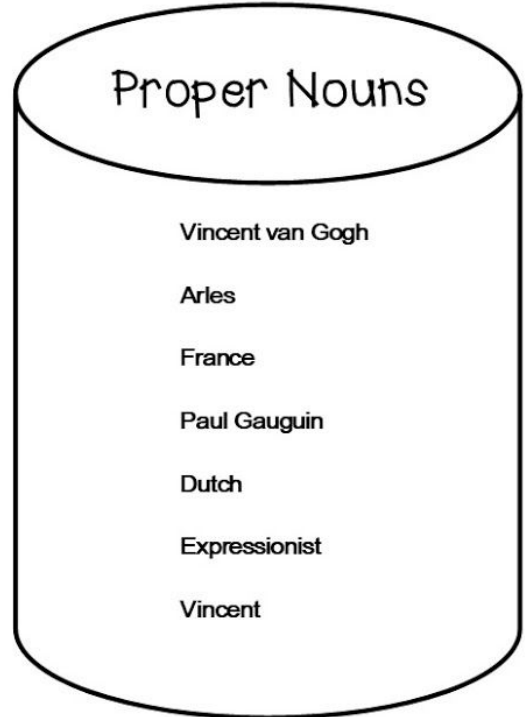 Proper Nouns
Vincent van Gogh
Arles
France
Paul Gauguin
Dutch
Expressionist
Vincent